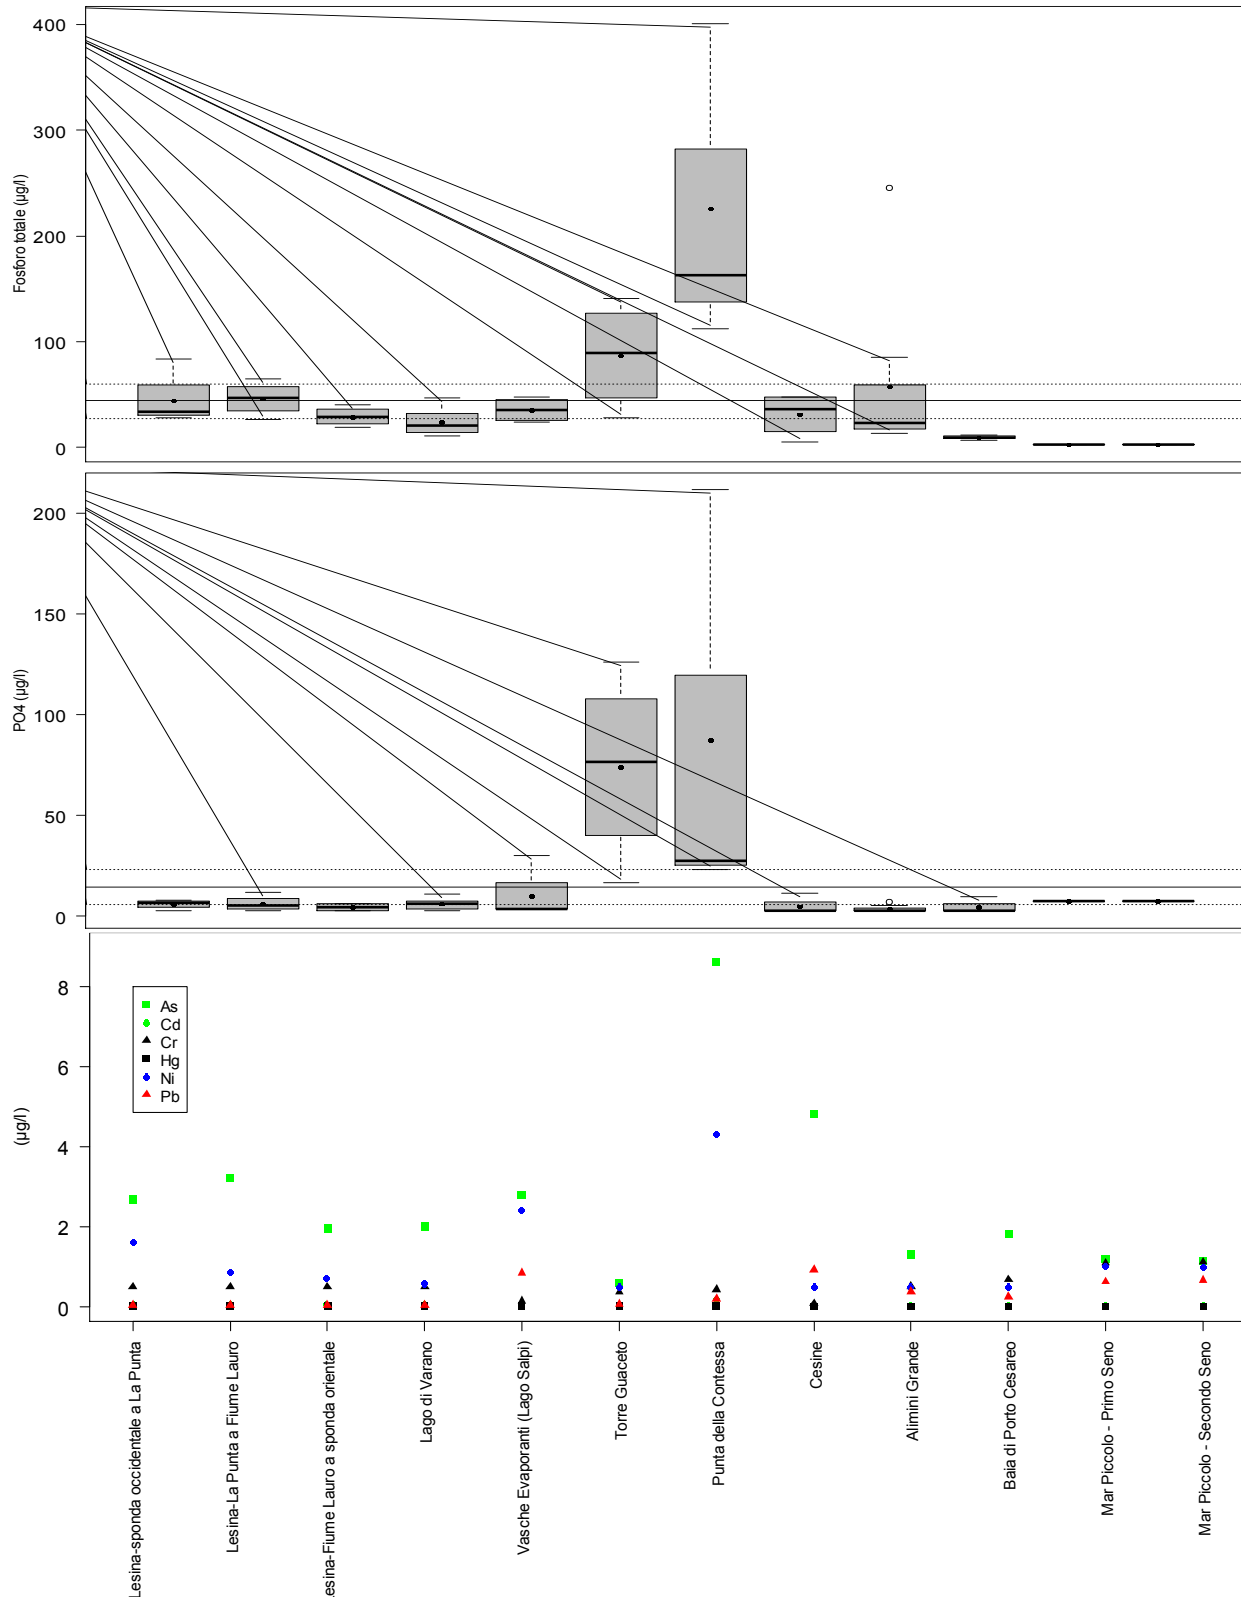 Fosforo totale (µg/l)
400
300
200
100
0
PO4 (µg/l)
200
150
100
50
0
(µg/l)
8
6
4
2
0
As
Cd
Cr
Hg
Ni
Pb
Lesina-sponda occidentale a La Punta
Lesina-La Punta a Fiume Lauro
Lesina-Fiume Lauro a sponda orientale
Lago di Varano
Vasche Evaporanti (Lago Salpi)
Torre Guaceto
Punta della Contessa
Cesine
Alimini Grande
Baia di Porto Cesareo
Mar Piccolo - Primo Seno
Mar Piccolo - Secondo Seno